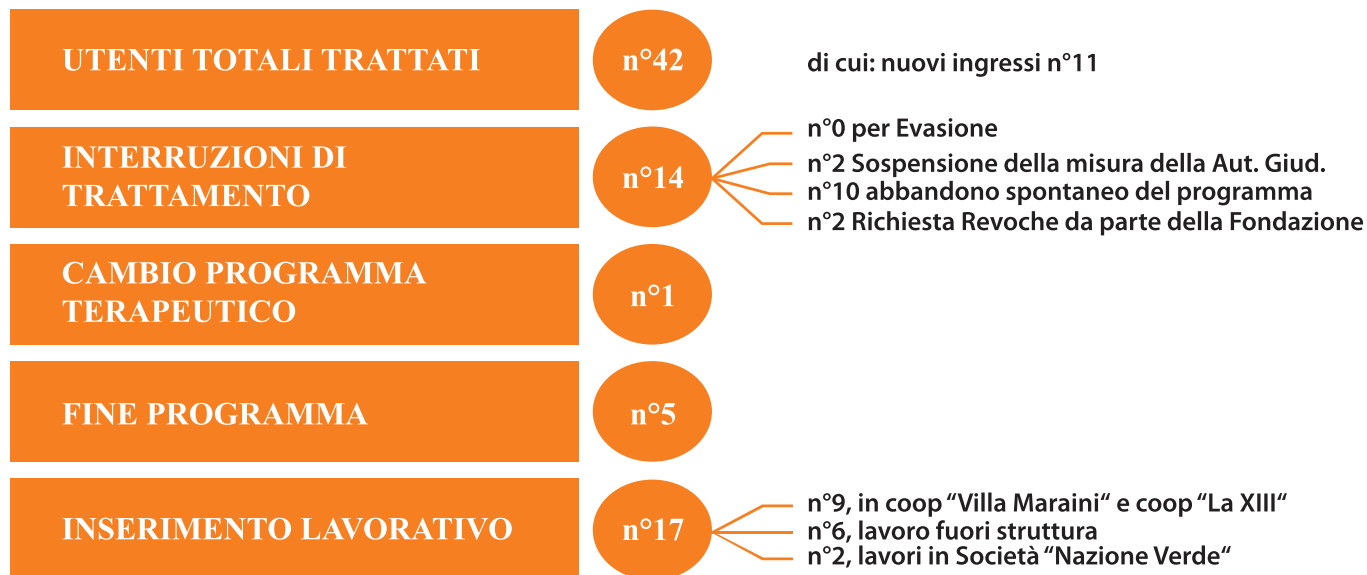 UTENTI TOTALI TRATTATI
n°42
di cui: nuovi ingressi n°11
INTERRUZIONI DI
TRATTAMENTO
n°14
n°0 per Evasione
n°2 Sospensione della misura della Aut. Giud.
n°10 abbandono spontaneo del programma
n°2 Richiesta Revoche da parte della Fondazione
CAMBIO PROGRAMMA
TERAPEUTICO
n°1
FINE PROGRAMMA
n°5
INSERIMENTO LAVORATIVO
n°17
n°9, in coop “Villa Maraini“ e coop “La XIII“
n°6, lavoro fuori struttura
n°2, lavori in Società “Nazione Verde“